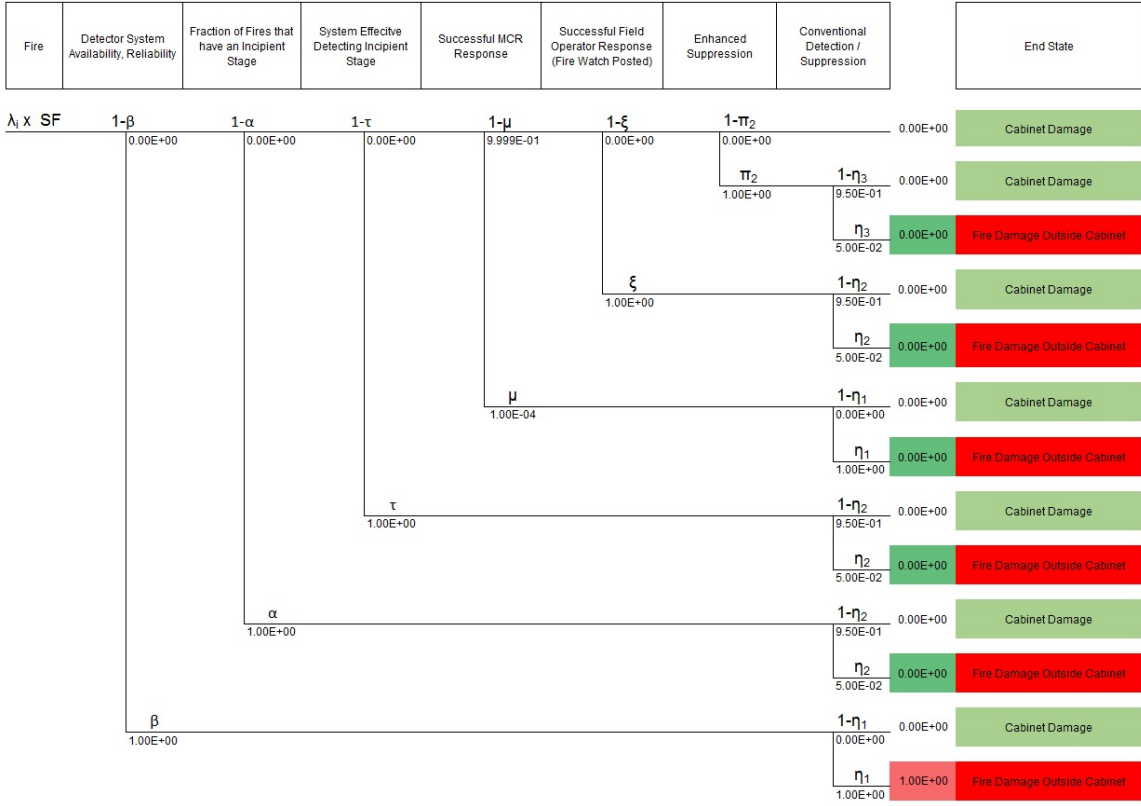 Fire
Detector System
Availability, Reliability
Fraction of Fires that
have an Incipient
Stage
System Effecitve
Detecting Incipient
Stage
Successful MCR
Response
Successful Field
Operator Response
(Fire Watch Posted)
Enhanced
Suppression
Conventional
Detection /
Suppression
End State
λi x SF
1-β
1-α
1-τ
1-μ
1-ξ
1-π2
0.00E+00
0.00E+00
0.00E+00
9.999E-01
0.00E+00
0.00E+00
0.00E+00
Cabinet Damage
π2
1.00E+00
1-η3
9.50E-01
0.00E+00
Cabinet Damage
η3
5.00E-02
0.00E+00
Fire Damage Outside Cabinet
ξ
1.00E+00
1-η2
9.50E-01
0.00E+00
Cabinet Damage
η2
5.00E-02
0.00E+00
Fire Damage Outside Cabinet
μ
1.00E-04
1-η1
0.00E+00
0.00E+00
Cabinet Damage
η1
1.00E+00
0.00E+00
Fire Damage Outside Cabinet
τ
1.00E+00
1-η2
9.50E-01
0.00E+00
Cabinet Damage
η2
5.00E-02
0.00E+00
Fire Damage Outside Cabinet
α
1.00E+00
1-η2
9.50E-01
0.00E+00
Cabinet Damage
η2
5.00E-02
0.00E+00
Fire Damage Outside Cabinet
β
1.00E+00
1-η1
0.00E+00
0.00E+00
Cabinet Damage
η1
1.00E+00
1.00E+00
Fire Damage Outside Cabinet